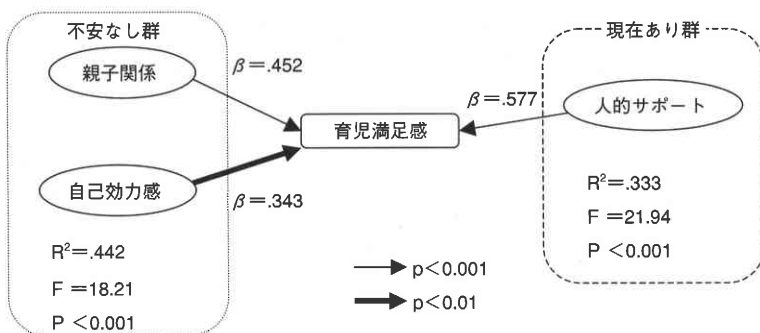 不安なし群
親子関係
β=.452
自己効力感
β=.343
R²=.442
F=18.21
P <0.001
育児満足感
現在あり群
β=.577
人的サポート
R²=.333
F=21.94
P <0.001
p<0.001
p<0.01